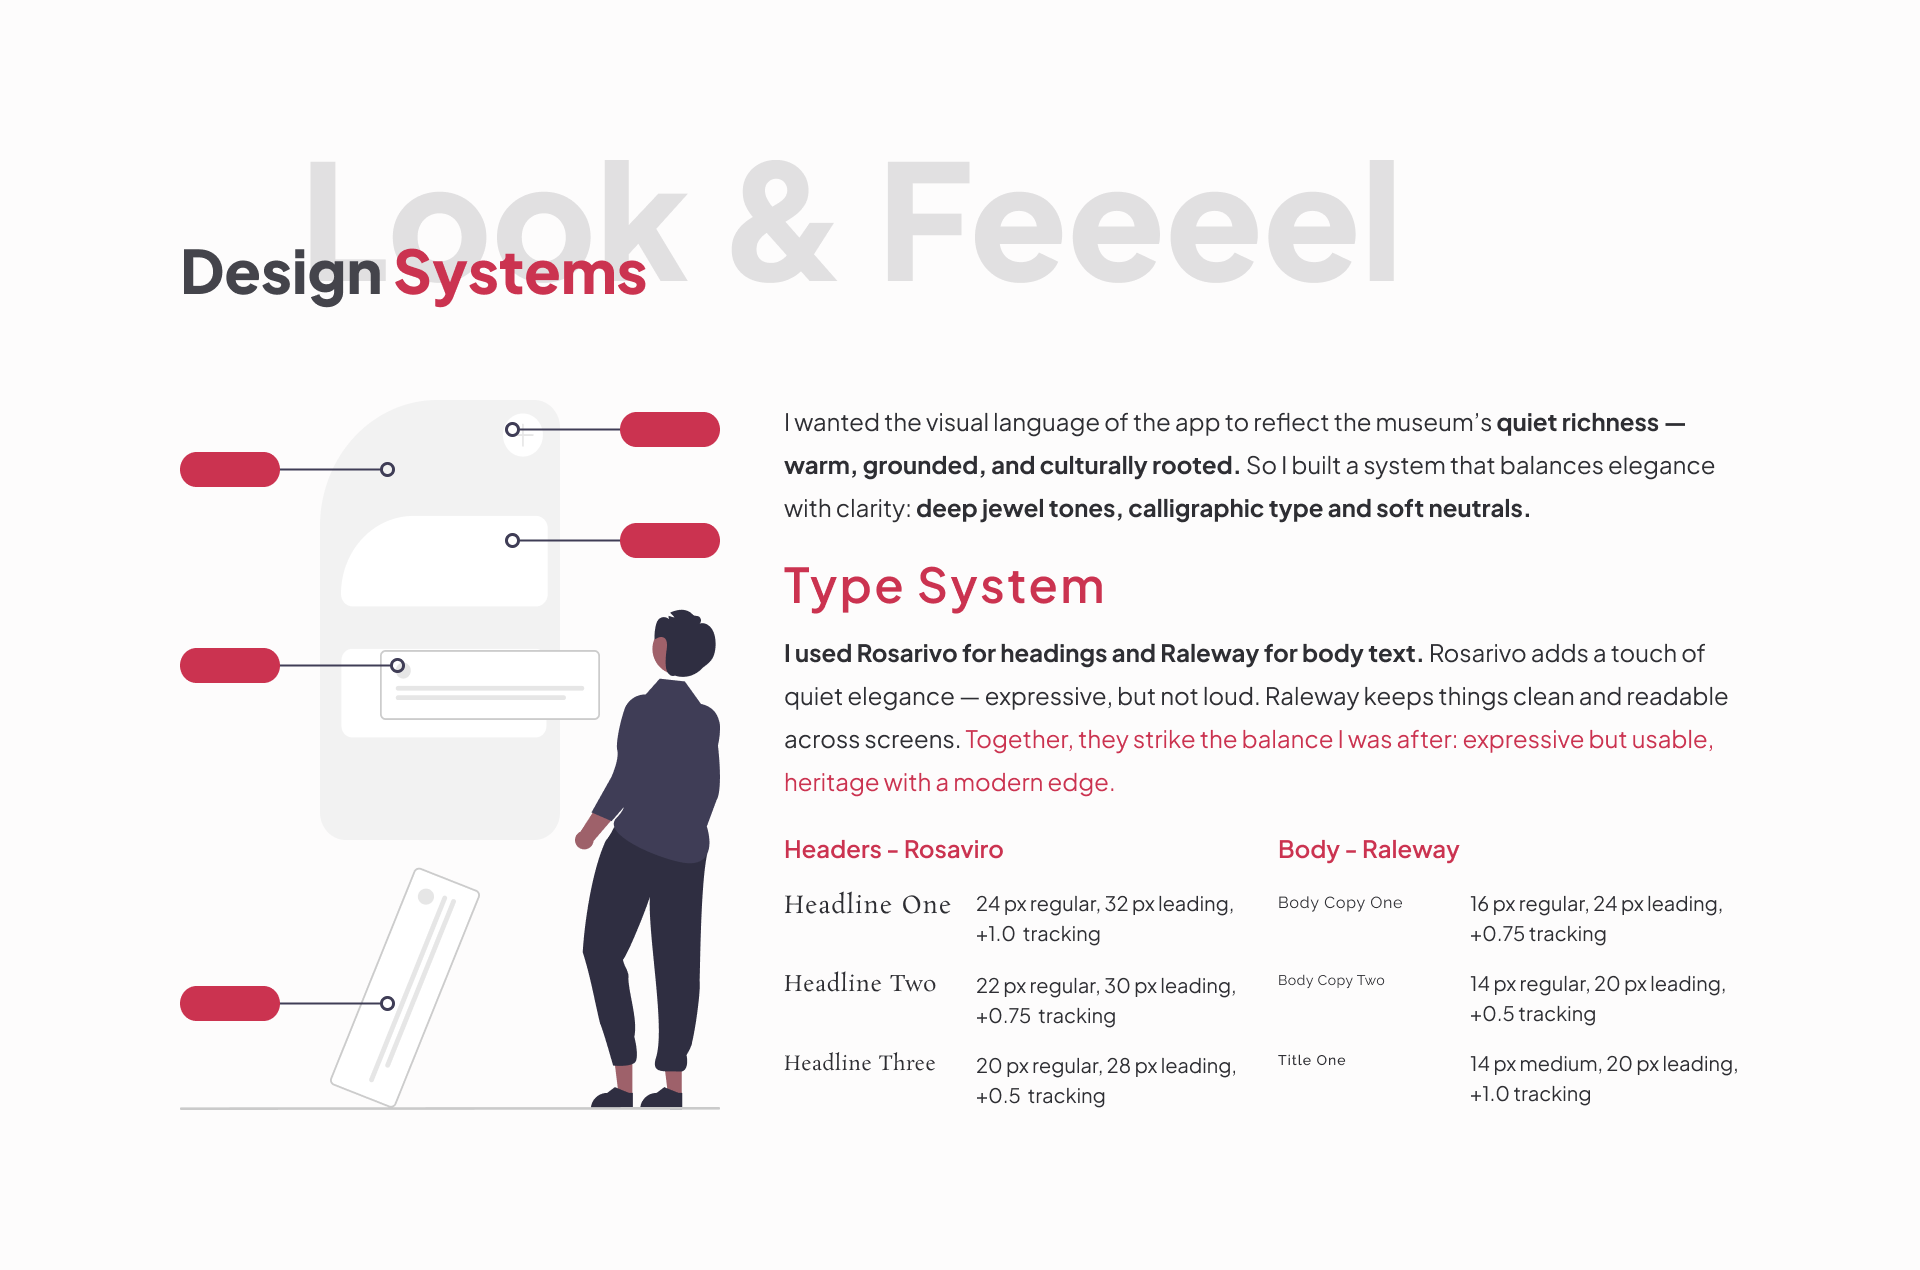 Look & Feeeel
Design Systems
I wanted the visual language of the app to reflect the museum’s quiet richness —
warm, grounded, and culturally rooted. So I built a system that balances elegance
with clarity: deep jewel tones, calligraphic type and soft neutrals.
Type System
I used Rosarivo for headings and Raleway for body text. Rosarivo adds a touch of
quiet elegance — expressive, but not loud. Raleway keeps things clean and readable
across screens. Together, they strike the balance I was after: expressive but usable,
heritage with a modern edge.
Headers - Rosaviro
Headline One
24 px regular, 32 px leading,
+1.0 tracking
Headline Two
22 px regular, 30 px leading,
+0.75 tracking
Headline Three
20 px regular, 28 px leading,
+0.5 tracking
Body - Raleway
Body Copy One
16 px regular, 24 px leading,
+0.75 tracking
Body Copy Two
14 px regular, 20 px leading,
+0.5 tracking
Title One
14 px medium, 20 px leading,
+1.0 tracking